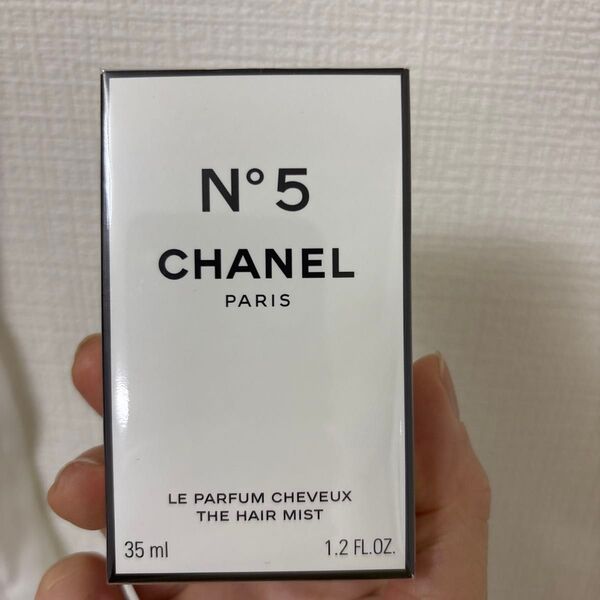 N°5
CHANEL
PARIS
LE PARFUM CHEVEUX
THE HAIR MIST
35 ml 1.2 FL.OZ.